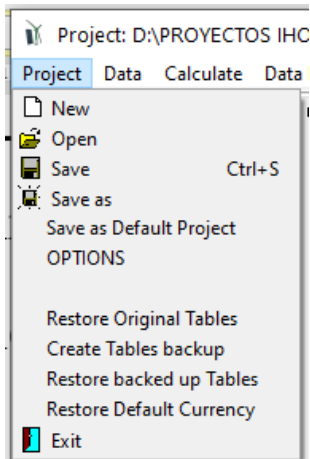 Project: D:\PROYECTOS IHO
Project Data Calculate Data
New
Open
Save Ctrl+S
Save as
Save as Default Project
OPTIONS
Restore Original Tables
Create Tables backup
Restore backed up Tables
Restore Default Currency
Exit